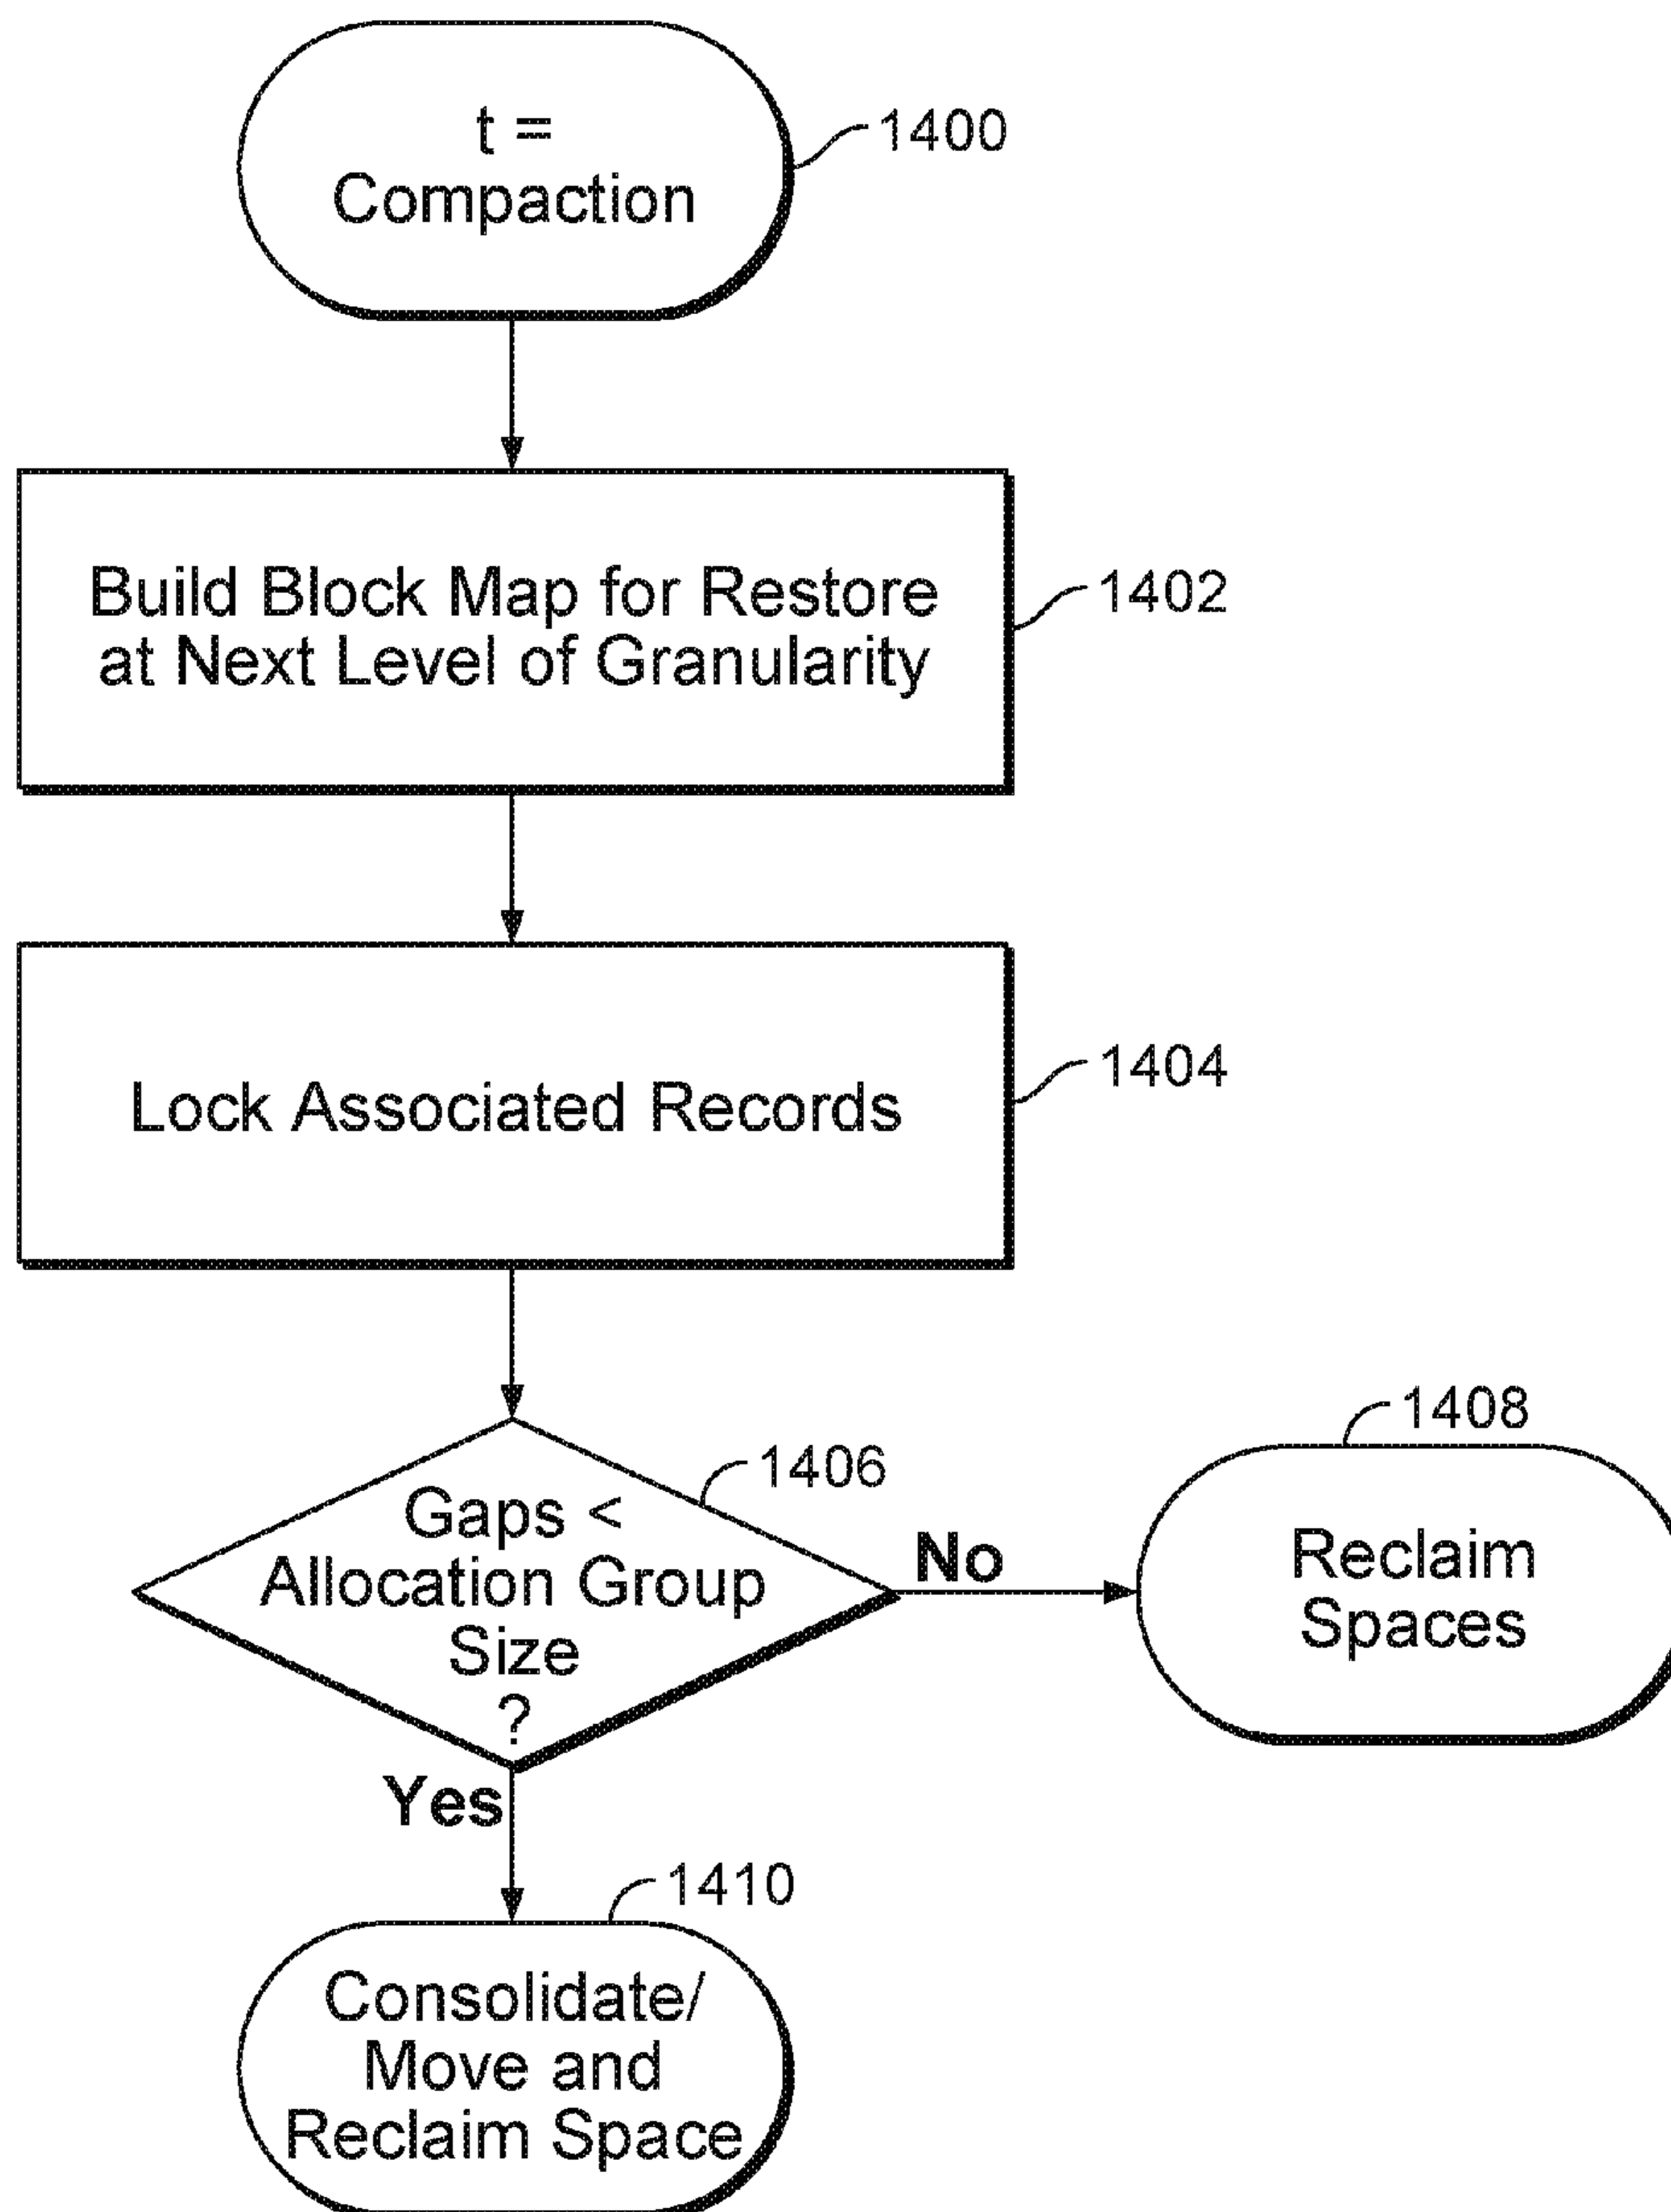 t =
Compaction
1400
Build Block Map for Restore
at Next Level of Granularity
1402
Lock Associated Records
1404
Gaps <
Allocation Group
Size
?
1406
No
1408
Reclaim
Spaces
Yes
1410
Consolidate/
Move and
Reclaim Space